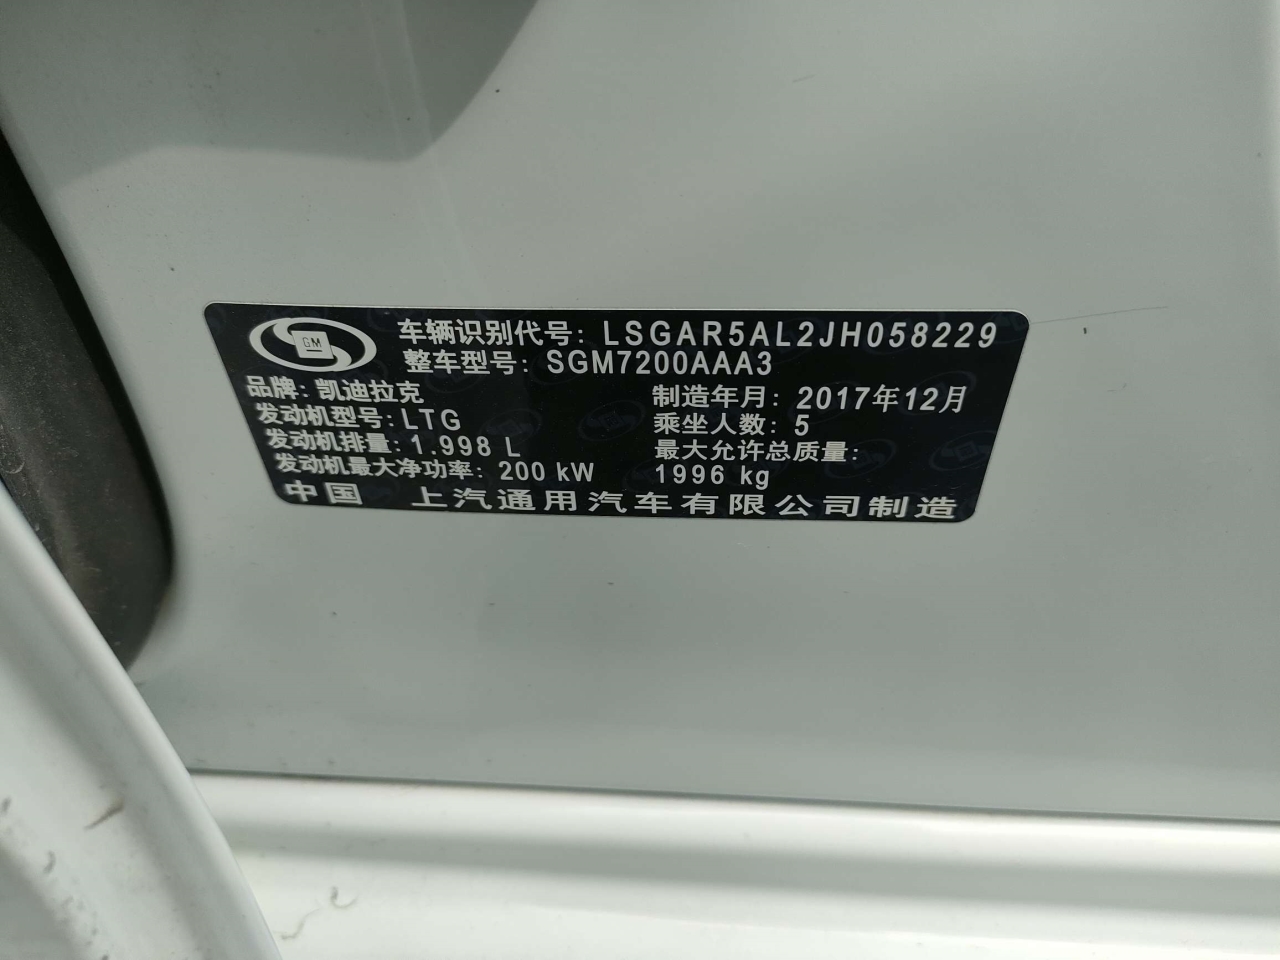 GM
车辆识别代号: LSGAR5AL2JH058229
整车型号: SGM7200AAA3
品牌: 凯迪拉克
制造年月: 2017年12月
发动机型号: LTG
乘坐人数: 5
发动机排量: 1.998 L
最大允许总质量:
发动机最大净功率: 200 kW
1996 kg
中国 上汽通用汽车有限公司制造